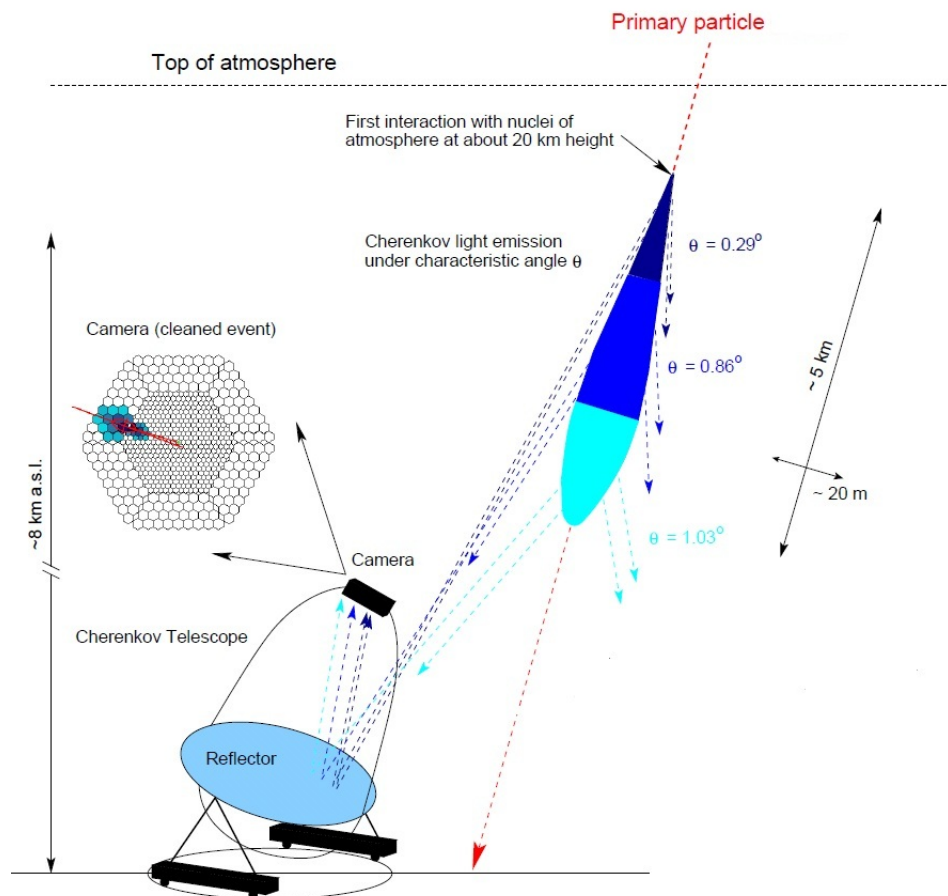 Primary particle
Top of atmosphere
First interaction with nuclei of
atmosphere at about 20 km height
Cherenkov light emission
under characteristic angle θ
θ = 0.29°
Camera (cleaned event)
θ = 0.86°
~ 5 km
~ 20 m
~8 km a.s.l.
θ = 1.03°
Camera
Cherenkov Telescope
Reflector